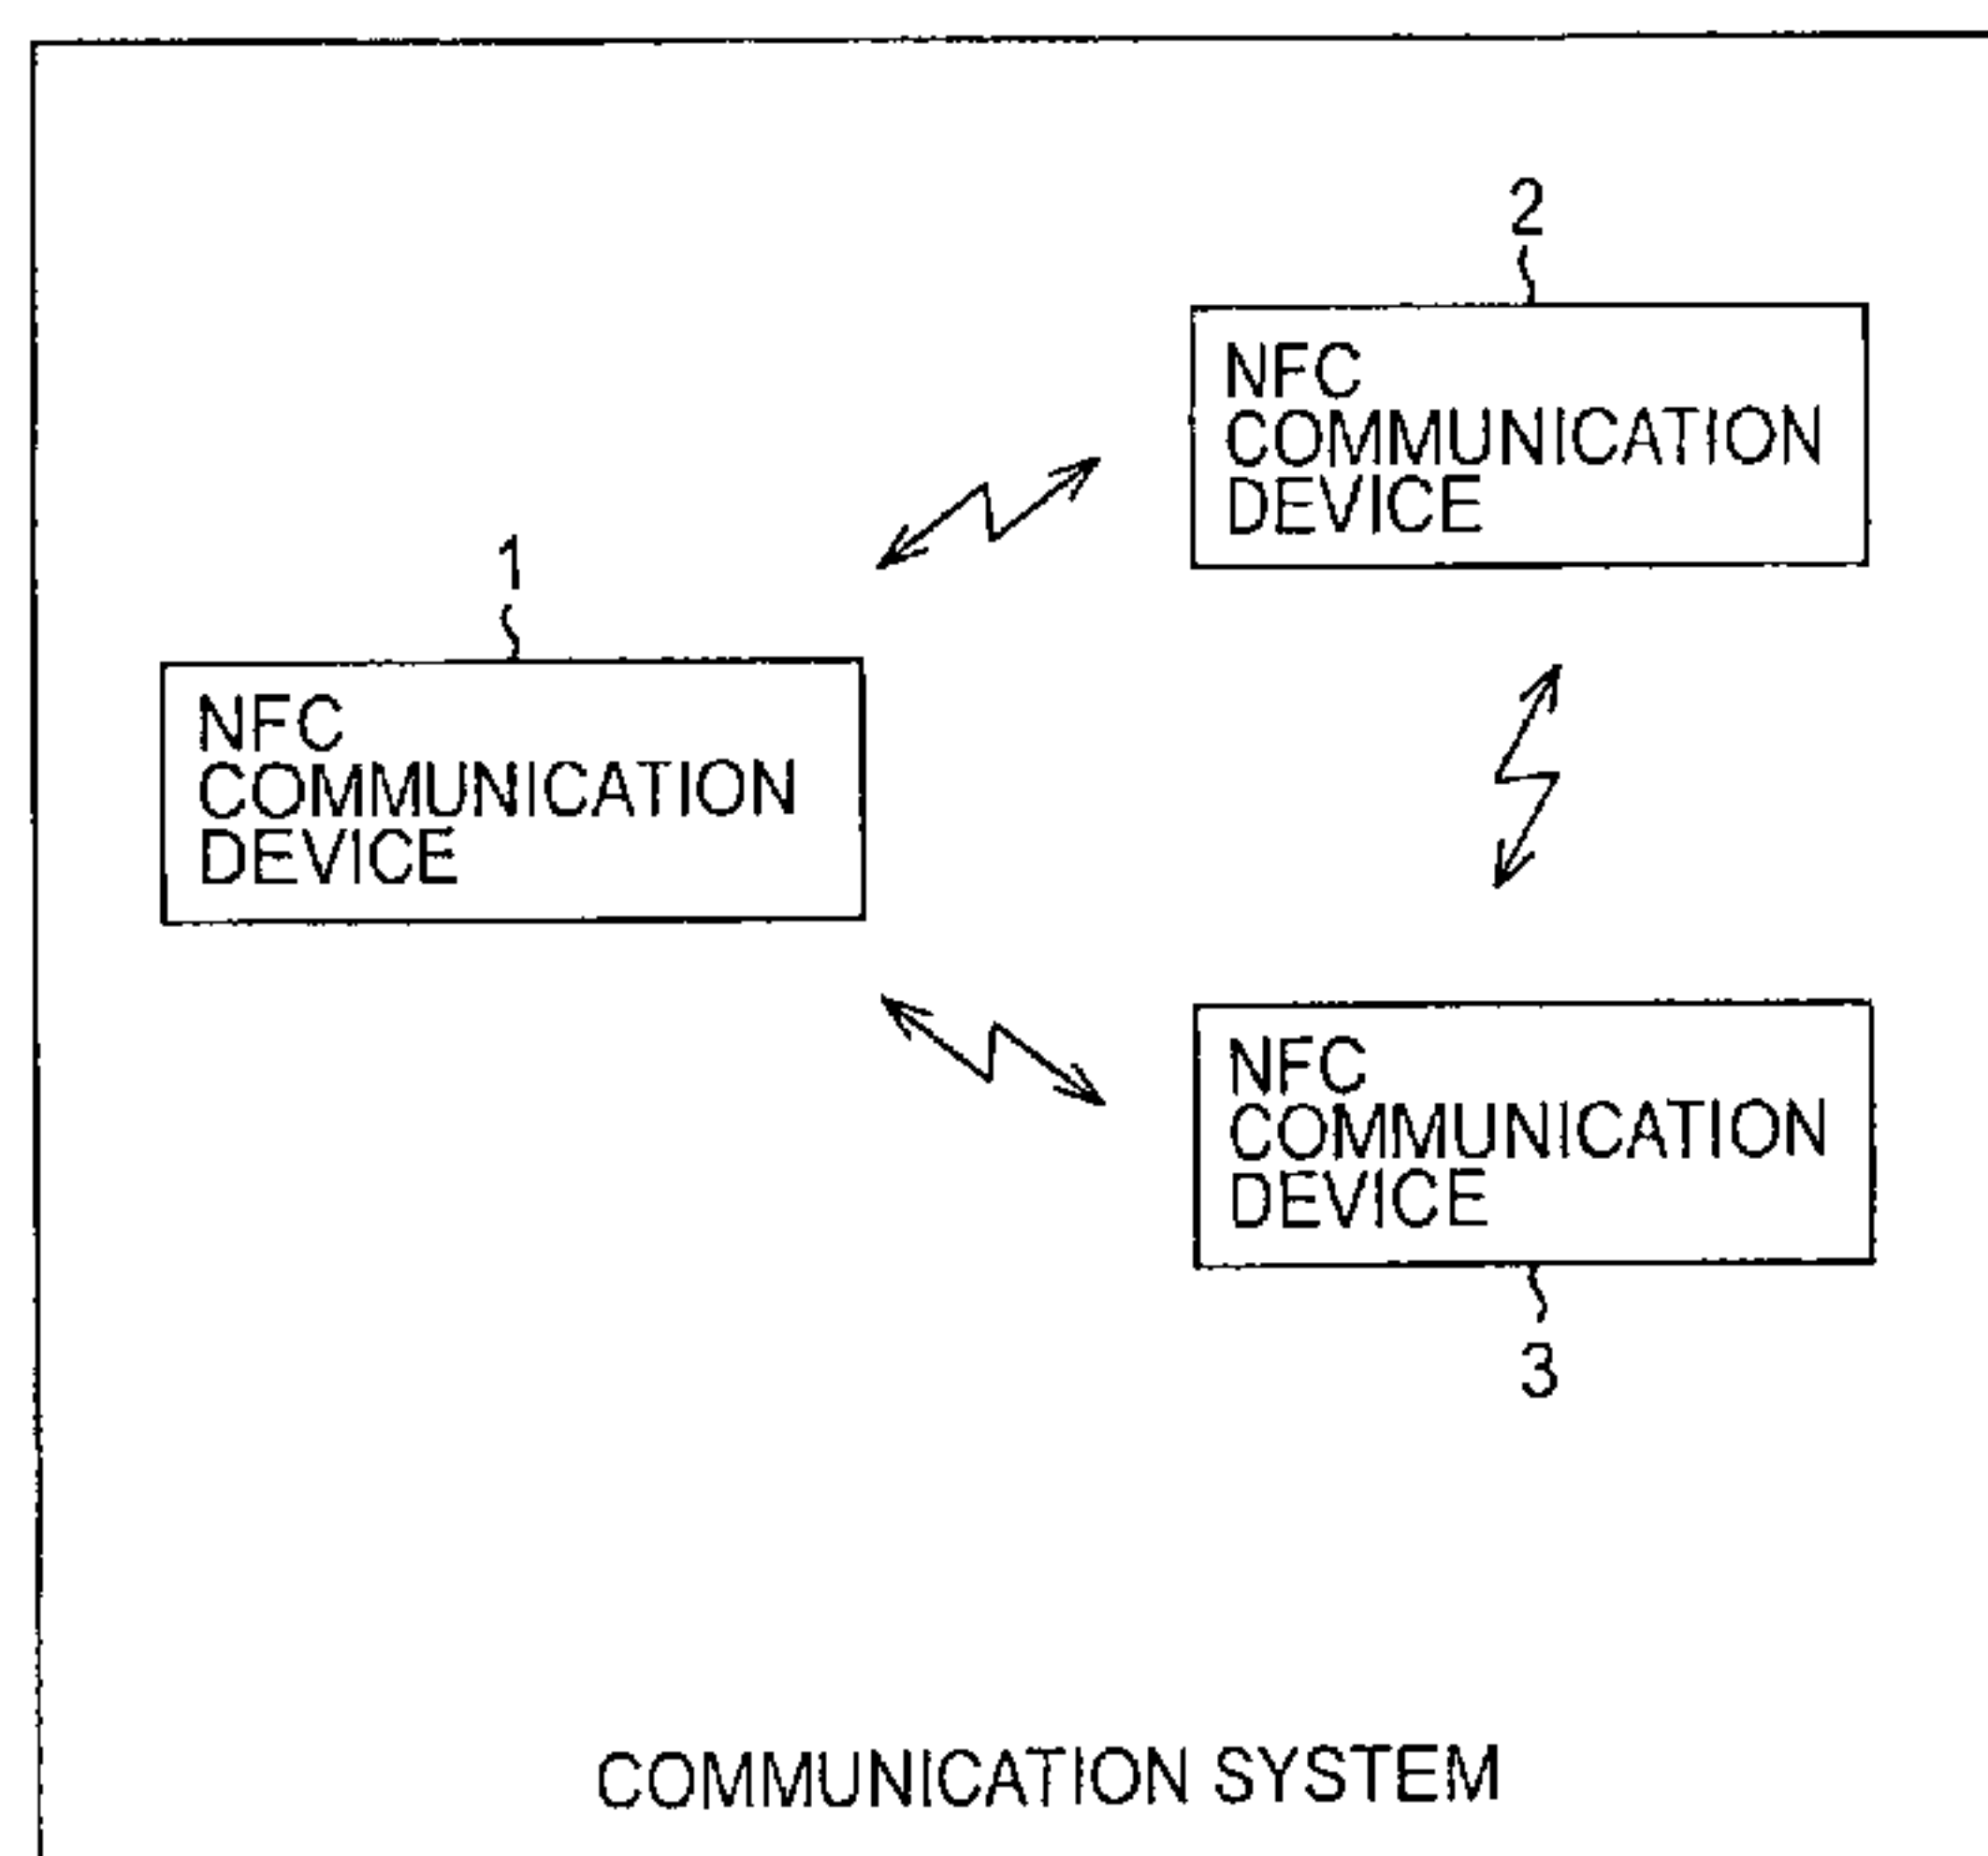 2
NFC
COMMUNICATION
DEVICE
1
NFC
COMMUNICATION
DEVICE
NFC
COMMUNICATION
DEVICE
3
COMMUNICATION SYSTEM